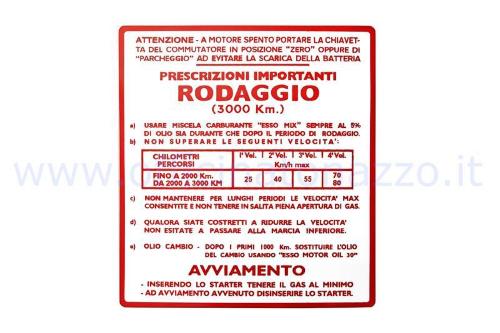 ATTENZIONE - A MOTORE SPENTO PORTARE LA CHIAVET-
TA DEL COMMUTATORE IN POSIZIONE "ZERO" OPPURE DI
"PARCHEGGIO" AD EVITARE LA SCARICA DELLA BATTERIA
PRESCRIZIONI IMPORTANTI
RODAGGIO
(3000 Km.)
a) USARE MISCELA CARBURANTE "ESSO MIX" SEMPRE AL 5%
DI OLIO SIA DURANTE CHE DOPO IL PERIODO DI RODAGGIO.
b) NON SUPERARE LE SEGUENTI VELOCITA':
CHILOMETRI
PERCORSI
1ª Vel. 2ª Vel. 3ª Vel. 4ª Vel.
Km/h max
FINO A 2000 Km. 25 40 55 70
DA 2000 A 3000 KM 80
c) NON MANTENERE PER LUNGHI PERIODI LE VELOCITA' MAX
CONSENTITE E NON TENERE IN SALITA PIENA APERTURA DI GAS.
d) QUALORA SIATE COSTRETTI A RIDURRE LA VELOCITA'
NON ESITATE A PASSARE ALLA MARCIA INFERIORE.
e) OLIO CAMBIO - DOPO I PRIMI 1000 Km. SOSTITUIRE L'OLIO
DEL CAMBIO USANDO "ESSO MOTOR OIL 30"
AVVIAMENTO
- INSERENDO LO STARTER TENERE IL GAS AL MINIMO
- AD AVVIAMENTO AVVENUTO DISINSERIRE LO STARTER.